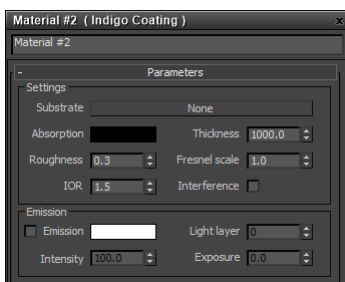 Material #2 ( Indigo Coating ) x
Material #2
- Parameters
Settings
Substrate None
Absorption Thickness 1000.0
Roughness 0.3 Fresnel scale 1.0
IOR 1.5 Interference
Emission
Emission Light layer 0
Intensity 100.0 Exposure 0.0